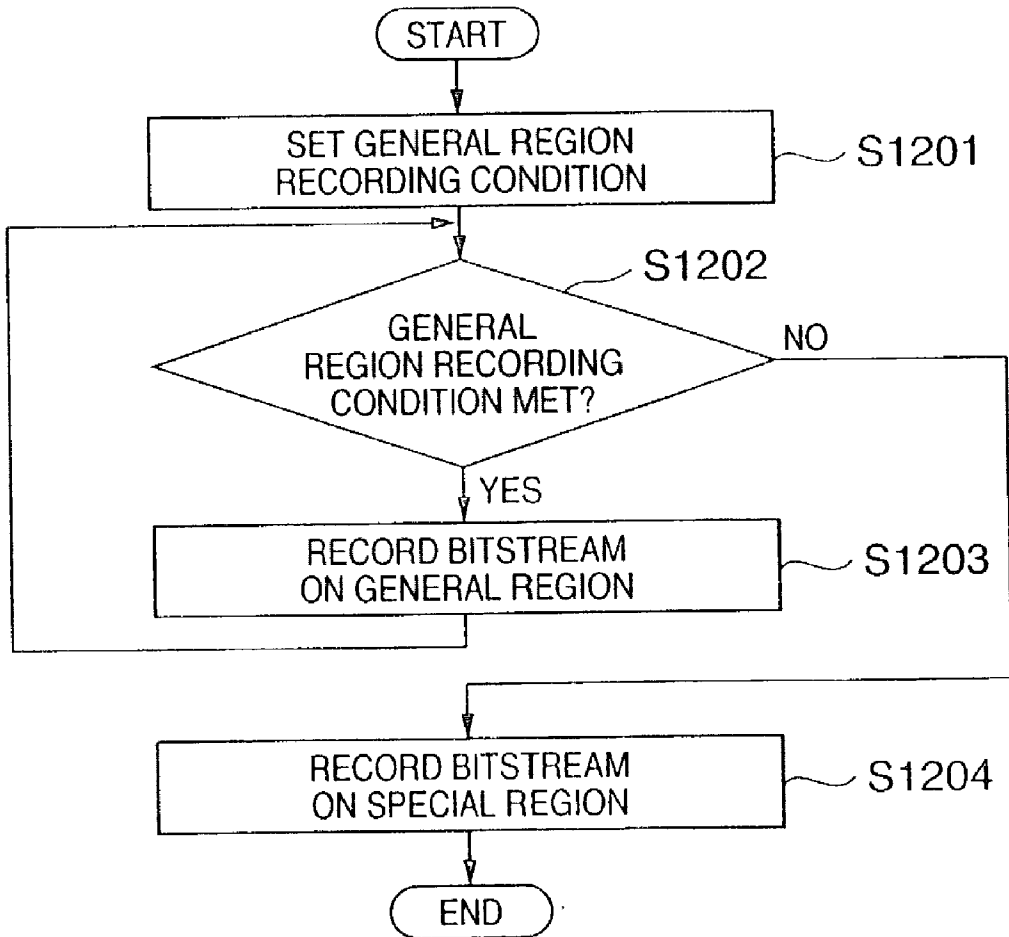 START
SET GENERAL REGION
RECORDING CONDITION
S1201
S1202
GENERAL
REGION RECORDING
CONDITION MET?
NO
YES
RECORD BITSTREAM
ON GENERAL REGION
S1203
RECORD BITSTREAM
ON SPECIAL REGION
S1204
END